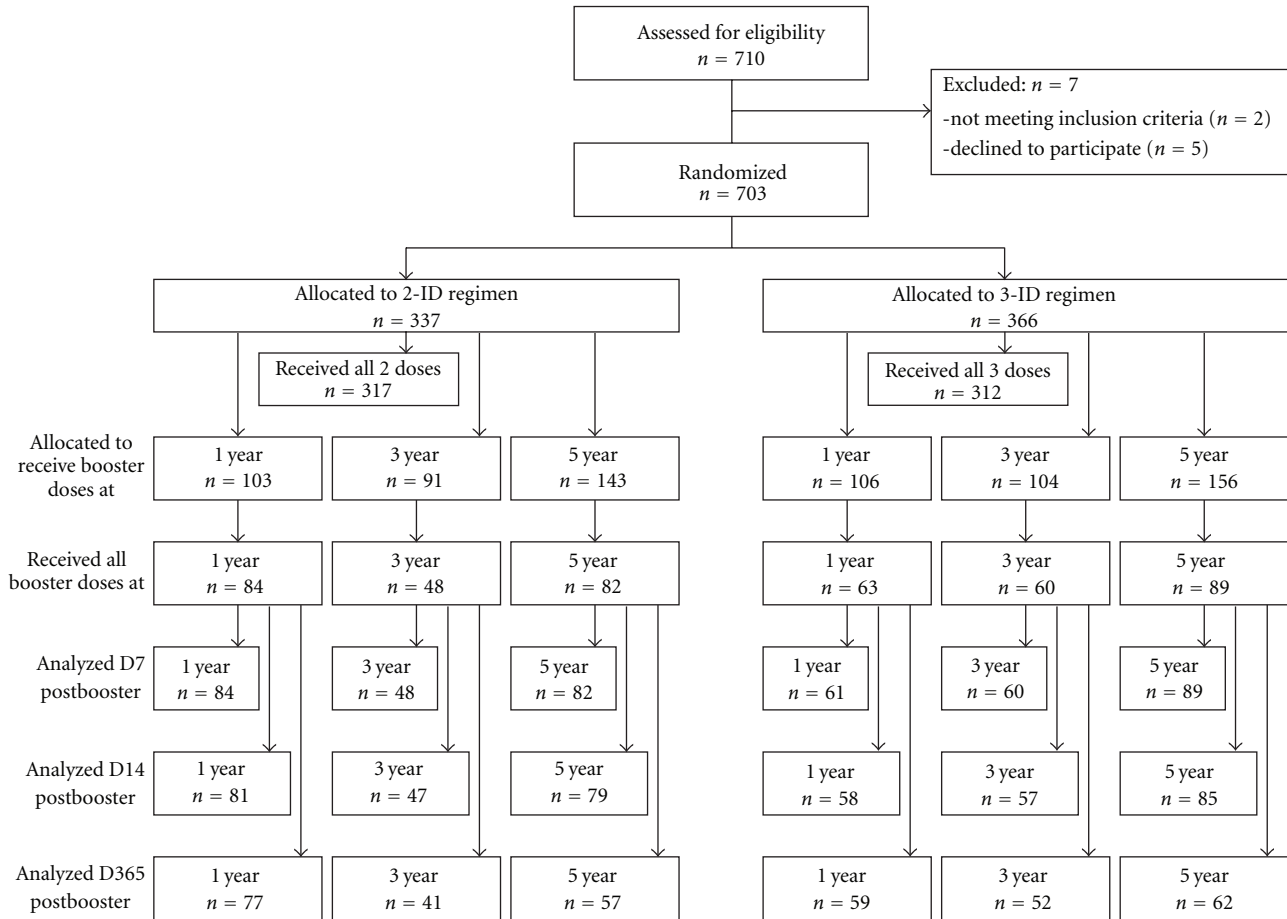 Assessed for eligibility
n = 710
Excluded: n = 7
-not meeting inclusion criteria (n = 2)
-declined to participate (n = 5)
Randomized
n = 703
Allocated to 2-ID regimen
n = 337
Allocated to 3-ID regimen
n = 366
Received all 2 doses
n = 317
Received all 3 doses
n = 312
Allocated to
receive booster
doses at
1 year
n = 103
3 year
n = 91
5 year
n = 143
1 year
n = 106
3 year
n = 104
5 year
n = 156
Received all
booster doses at
1 year
n = 84
3 year
n = 48
5 year
n = 82
1 year
n = 63
3 year
n = 60
5 year
n = 89
Analyzed D7
postbooster
1 year
n = 84
3 year
n = 48
5 year
n = 82
1 year
n = 61
3 year
n = 60
5 year
n = 89
Analyzed D14
postbooster
1 year
n = 81
3 year
n = 47
5 year
n = 79
1 year
n = 58
3 year
n = 57
5 year
n = 85
Analyzed D365
postbooster
1 year
n = 77
3 year
n = 41
5 year
n = 57
1 year
n = 59
3 year
n = 52
5 year
n = 62